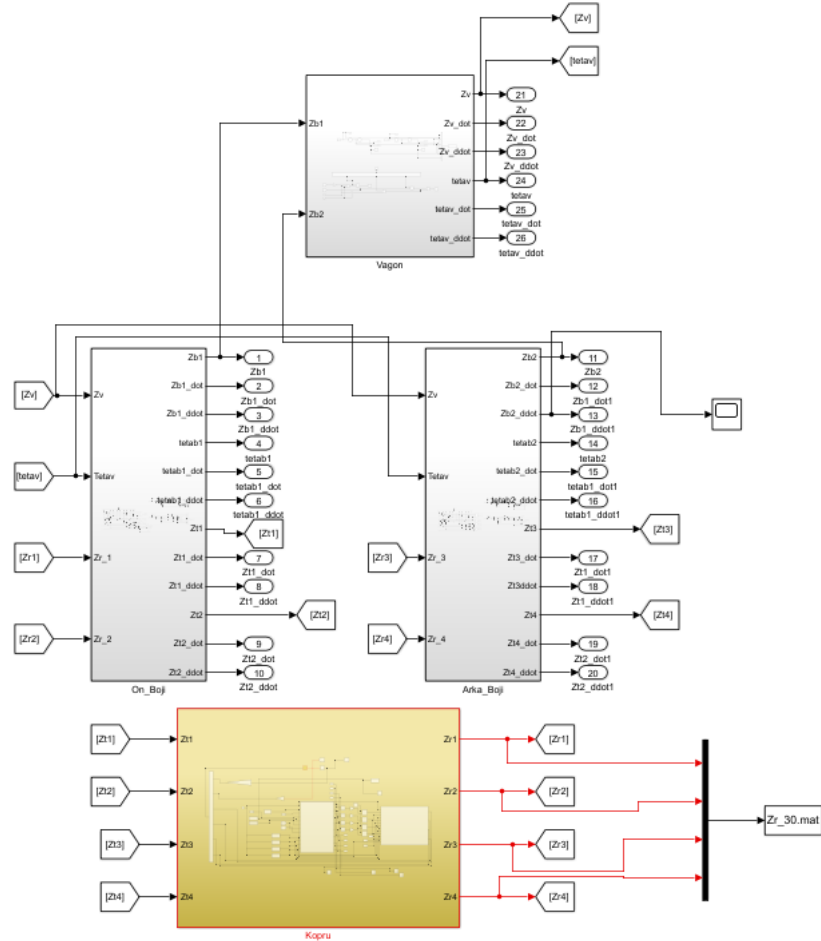 [Zv]
[tetav]
Zb1
Zb2
Zv
Zv_dot
Zv_ddot
tetav
tetav_dot
tetav_ddot
21
Zv
22
Zv_dot
23
Zv_ddot
24
tetav
25
tetav_dot
26
tetav_ddot
Vagon
[Zv]
[tetav]
[Zr1]
[Zr2]
Zv
Tetav
Zr_1
Zr_2
Zb1
Zb1_dot
Zb1_ddot
tetab1
tetab1_dot
tetab1_ddot
Zt1
Zt1_dot
Zt1_ddot
Zt2
Zt2_dot
Zt2_ddot
1
Zb1
2
Zb1_dot
3
Zb1_ddot
4
tetab1
5
tetab1_dot
6
tetab1_ddot
[Zt1]
7
Zt1_dot
8
Zt1_ddot
[Zt2]
9
Zt2_dot
10
Zt2_ddot
On_Boji
[Zr3]
[Zr4]
Zv
Tetav
Zr_3
Zr_4
Zb2
Zb2_dot
Zb2_ddot
tetab2
tetab2_dot
tetab2_ddot
Zt3
Zt3_dot
Zt3ddot
Zt4
Zt4_dot
Zt4_ddot
11
Zb2
12
Zb1_dot1
13
Zb1_ddot1
14
tetab2
15
tetab1_dot1
16
tetab1_ddot1
[Zt3]
17
Zt1_dot1
18
Zt1_ddot1
[Zt4]
19
Zt2_dot1
20
Zt2_ddot1
Arka_Boji
[Zt1]
[Zt2]
[Zt3]
[Zt4]
Zt1
Zt2
Zt3
Zt4
Zr1
Zr2
Zr3
Zr4
[Zr1]
[Zr2]
[Zr3]
[Zr4]
Zr_30.mat
Kopru